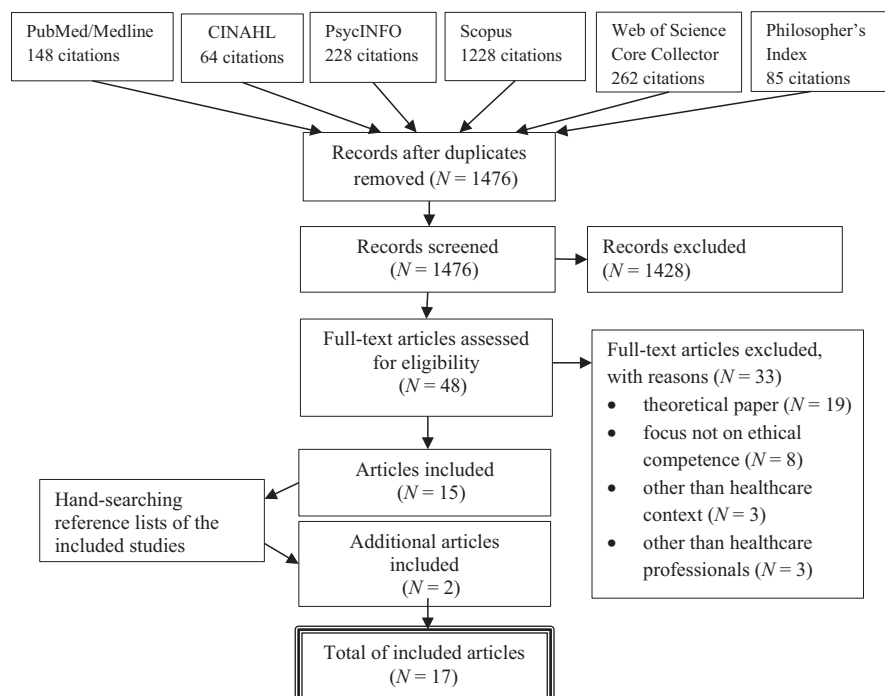 PubMed/Medline
148 citations
CINAHL
64 citations
PsycINFO
228 citations
Scopus
1228 citations
Web of Science
Core Collector
262 citations
Philosopher's
Index
85 citations
Records after duplicates
removed (N = 1476)
Records screened
(N = 1476)
Records excluded
(N = 1428)
Full-text articles assessed
for eligibility
(N = 48)
Full-text articles excluded,
with reasons (N = 33)
• theoretical paper (N = 19)
• focus not on ethical
competence (N = 8)
• other than healthcare
context (N = 3)
• other than healthcare
professionals (N = 3)
Articles included
(N = 15)
Hand-searching
reference lists of the
included studies
Additional articles
included
(N = 2)
Total of included articles
(N = 17)